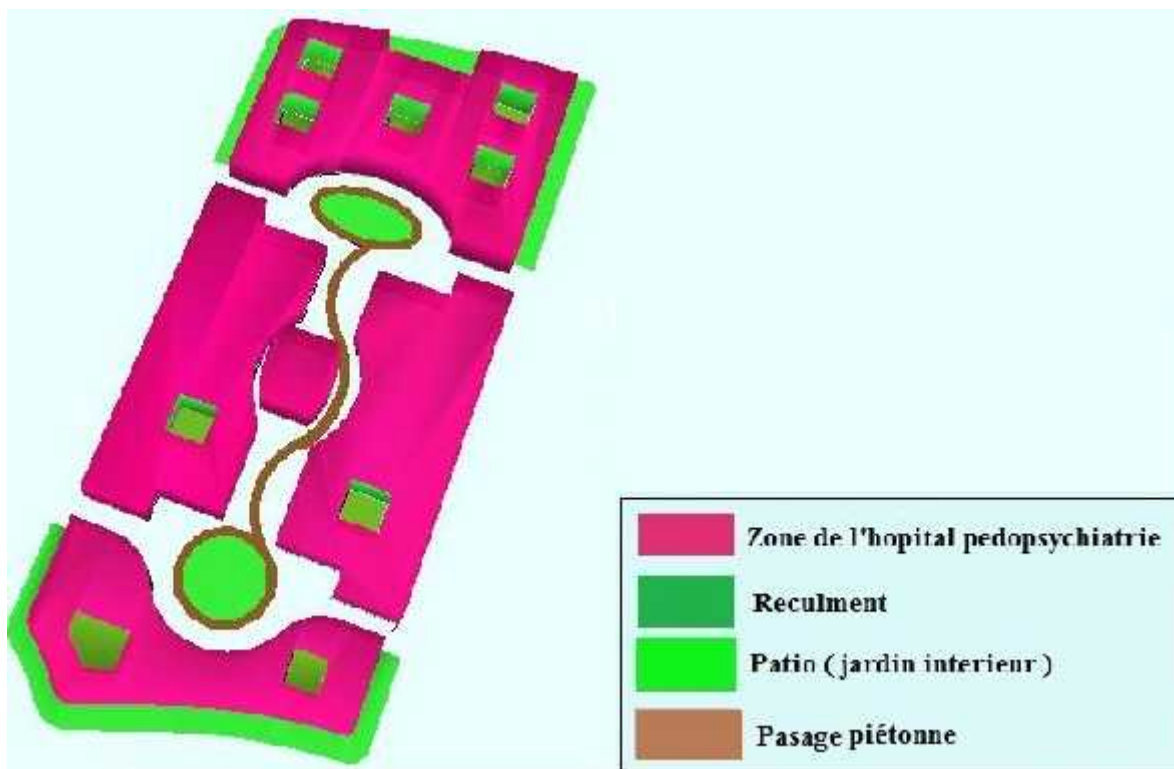 Zone de l'hopital pedopsychiatrie
Reculment
Patio ( jardin interieur )
Pasage piétonne